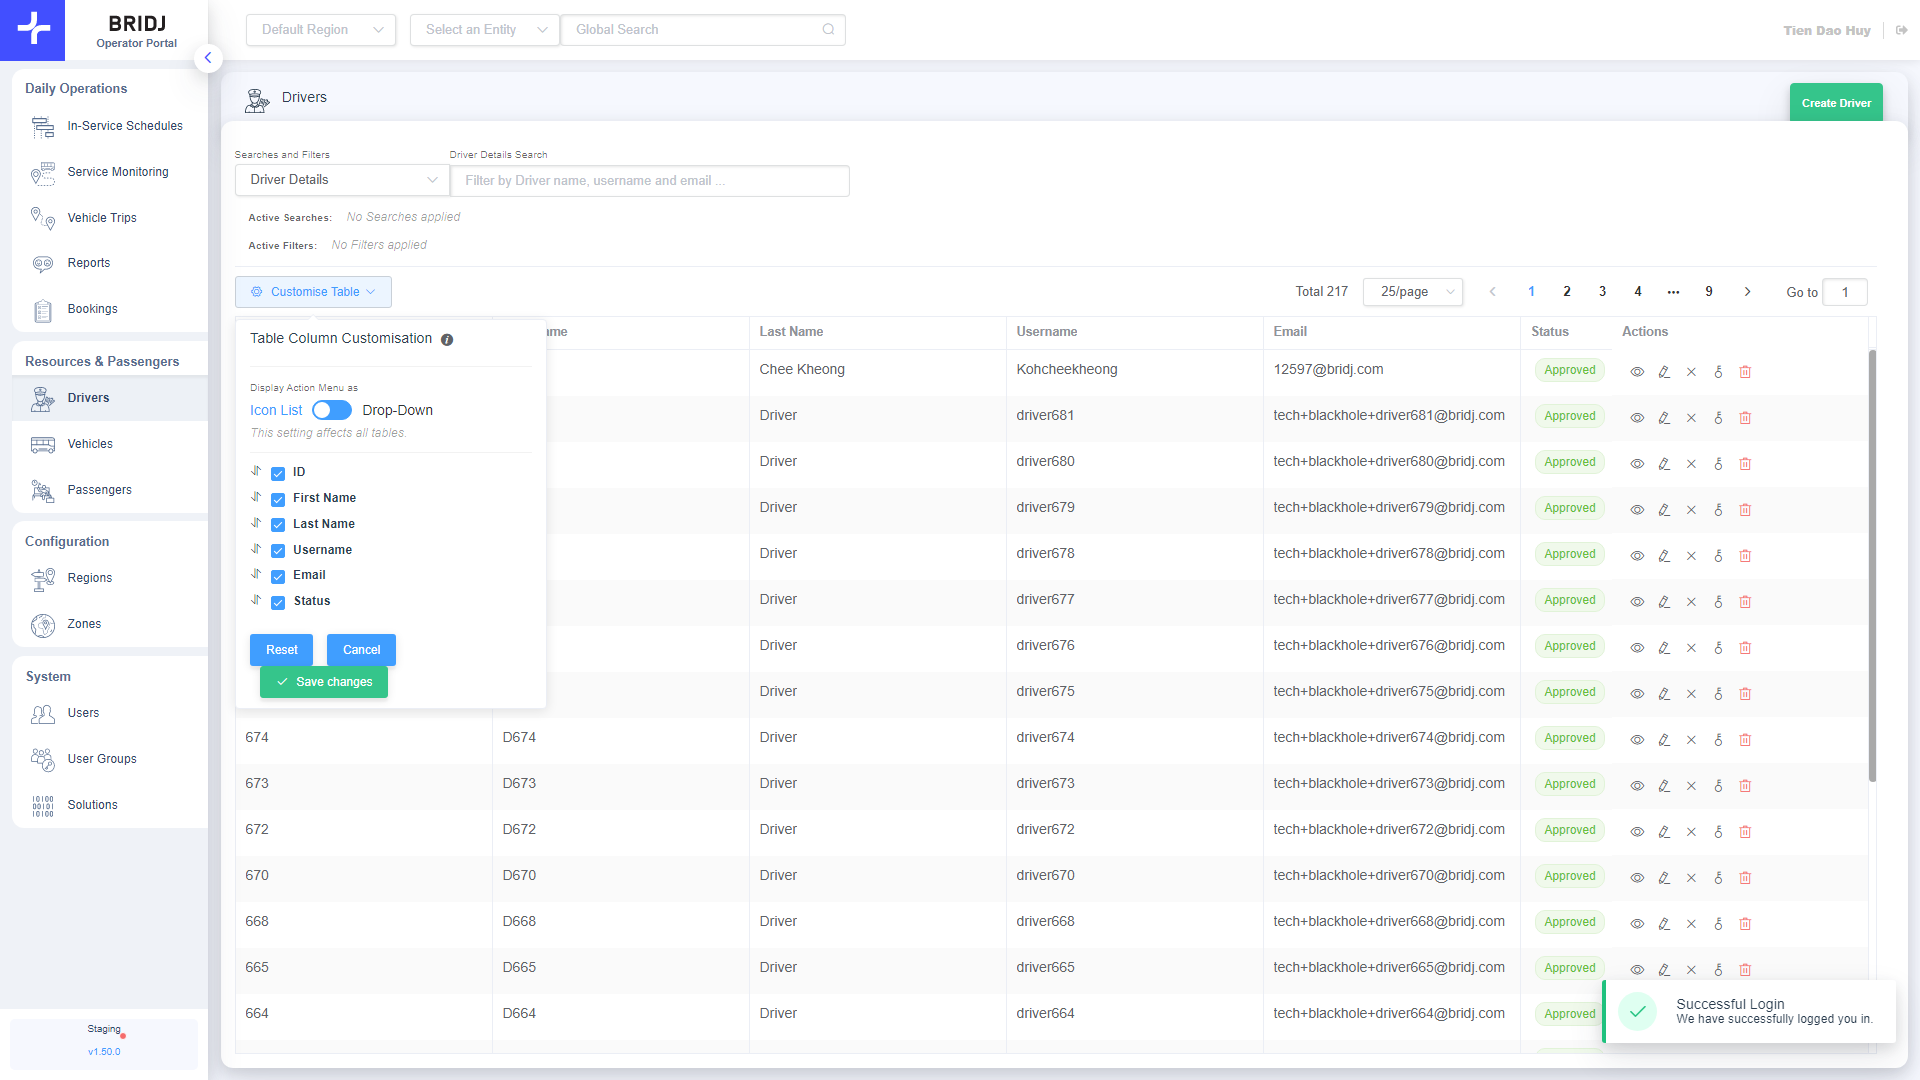 BRIDJ
Operator Portal
Default Region
Select an Entity
Global Search
Tien Dao Huy
Daily Operations
In-Service Schedules
Service Monitoring
Vehicle Trips
Reports
Bookings
Resources & Passengers
Drivers
Vehicles
Passengers
Configuration
Regions
Zones
System
Users
User Groups
Solutions
Staging
v1.50.0
Drivers
Create Driver
Searches and Filters
Driver Details Search
Driver Details
Filter by Driver name, username and email ...
Active Searches: No Searches applied
Active Filters: No Filters applied
Customise Table
Total 217 25/page 1 2 3 4 ... 9 Go to 1
Table Column Customisation
Display Action Menu as
Icon List Drop-Down
This setting affects all tables.
ID
First Name
Last Name
Username
Email
Status
Reset
Cancel
Save changes
Last Name Username Email Status Actions
Chee Kheong Kohcheekheong 12597@bridj.com Approved
Driver driver681 tech+blackhole+driver681@bridj.com Approved
Driver driver680 tech+blackhole+driver680@bridj.com Approved
Driver driver679 tech+blackhole+driver679@bridj.com Approved
Driver driver678 tech+blackhole+driver678@bridj.com Approved
Driver driver677 tech+blackhole+driver677@bridj.com Approved
Driver driver676 tech+blackhole+driver676@bridj.com Approved
Driver driver675 tech+blackhole+driver675@bridj.com Approved
674 D674 Driver driver674 tech+blackhole+driver674@bridj.com Approved
673 D673 Driver driver673 tech+blackhole+driver673@bridj.com Approved
672 D672 Driver driver672 tech+blackhole+driver672@bridj.com Approved
670 D670 Driver driver670 tech+blackhole+driver670@bridj.com Approved
668 D668 Driver driver668 tech+blackhole+driver668@bridj.com Approved
665 D665 Driver driver665 tech+blackhole+driver665@bridj.com Approved
664 D664 Driver driver664 tech+blackhole+driver664@bridj.com Approved
Successful Login
We have successfully logged you in.